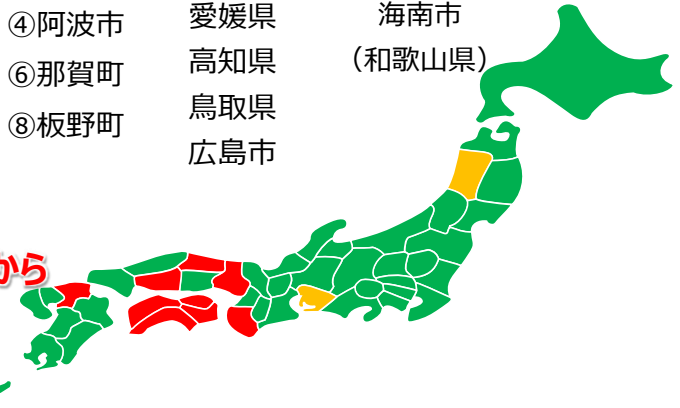 ④阿波市
⑥那賀町
⑧板野町
愛媛県
高知県
鳥取県
広島市
海南市
（和歌山県）
から